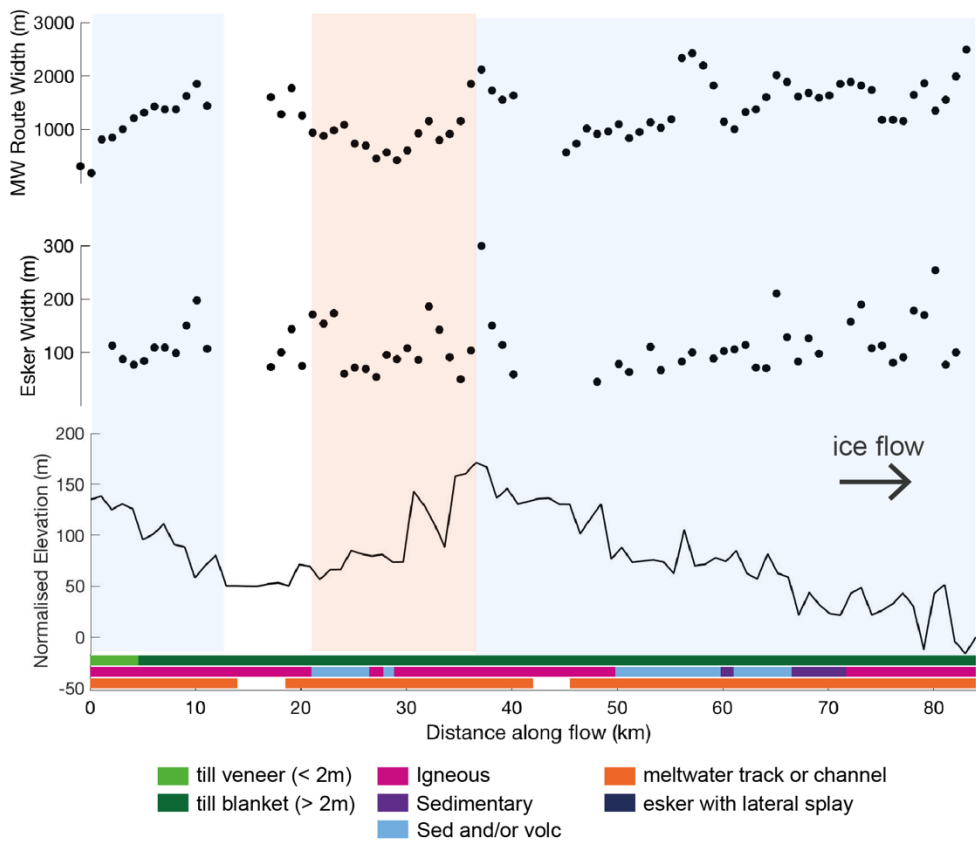 MW Route Width (m)
3000
2000
1000
Esker Width (m)
300
200
100
Normalised Elevation (m)
200
150
100
50
0
-50
ice flow
0 10 20 30 40 50 60 70 80
Distance along flow (km)
till veneer (< 2m) Igneous meltwater track or channel
till blanket (> 2m) Sedimentary esker with lateral splay
Sed and/or volc